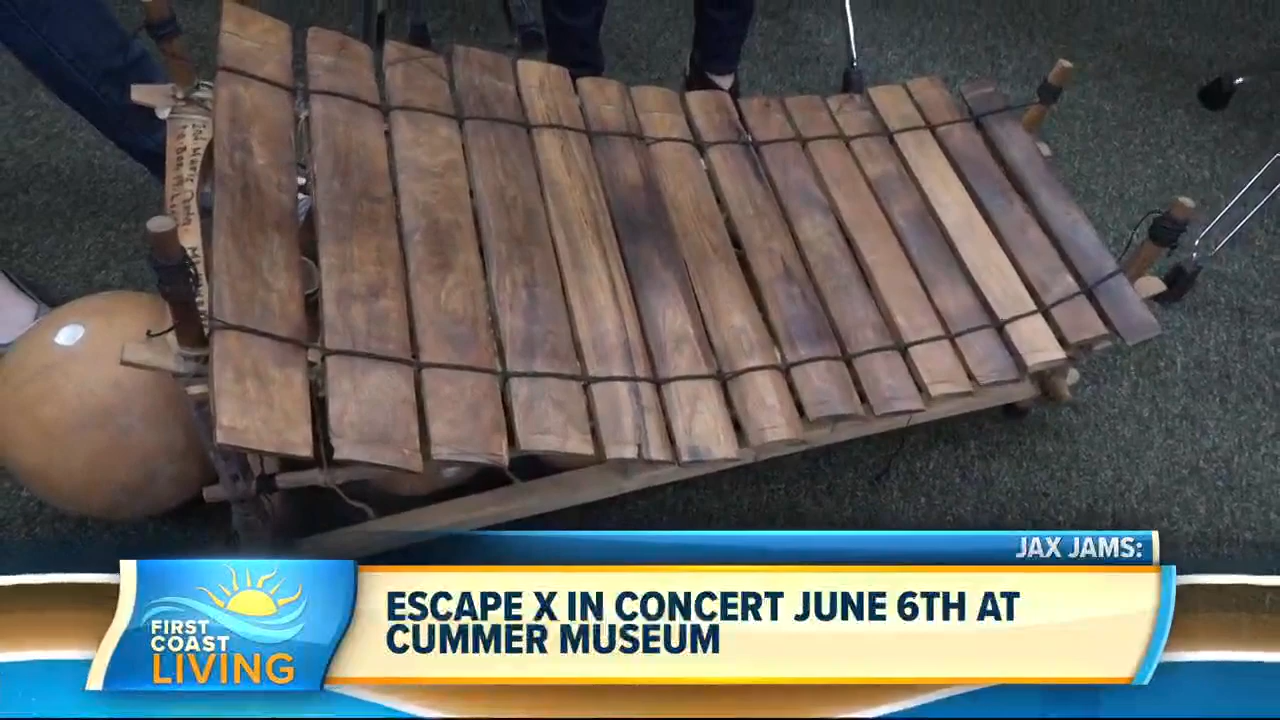 JAX JAMS:
ESCAPE X IN CONCERT JUNE 6TH AT
CUMMER MUSEUM
FIRST
COAST
LIVING